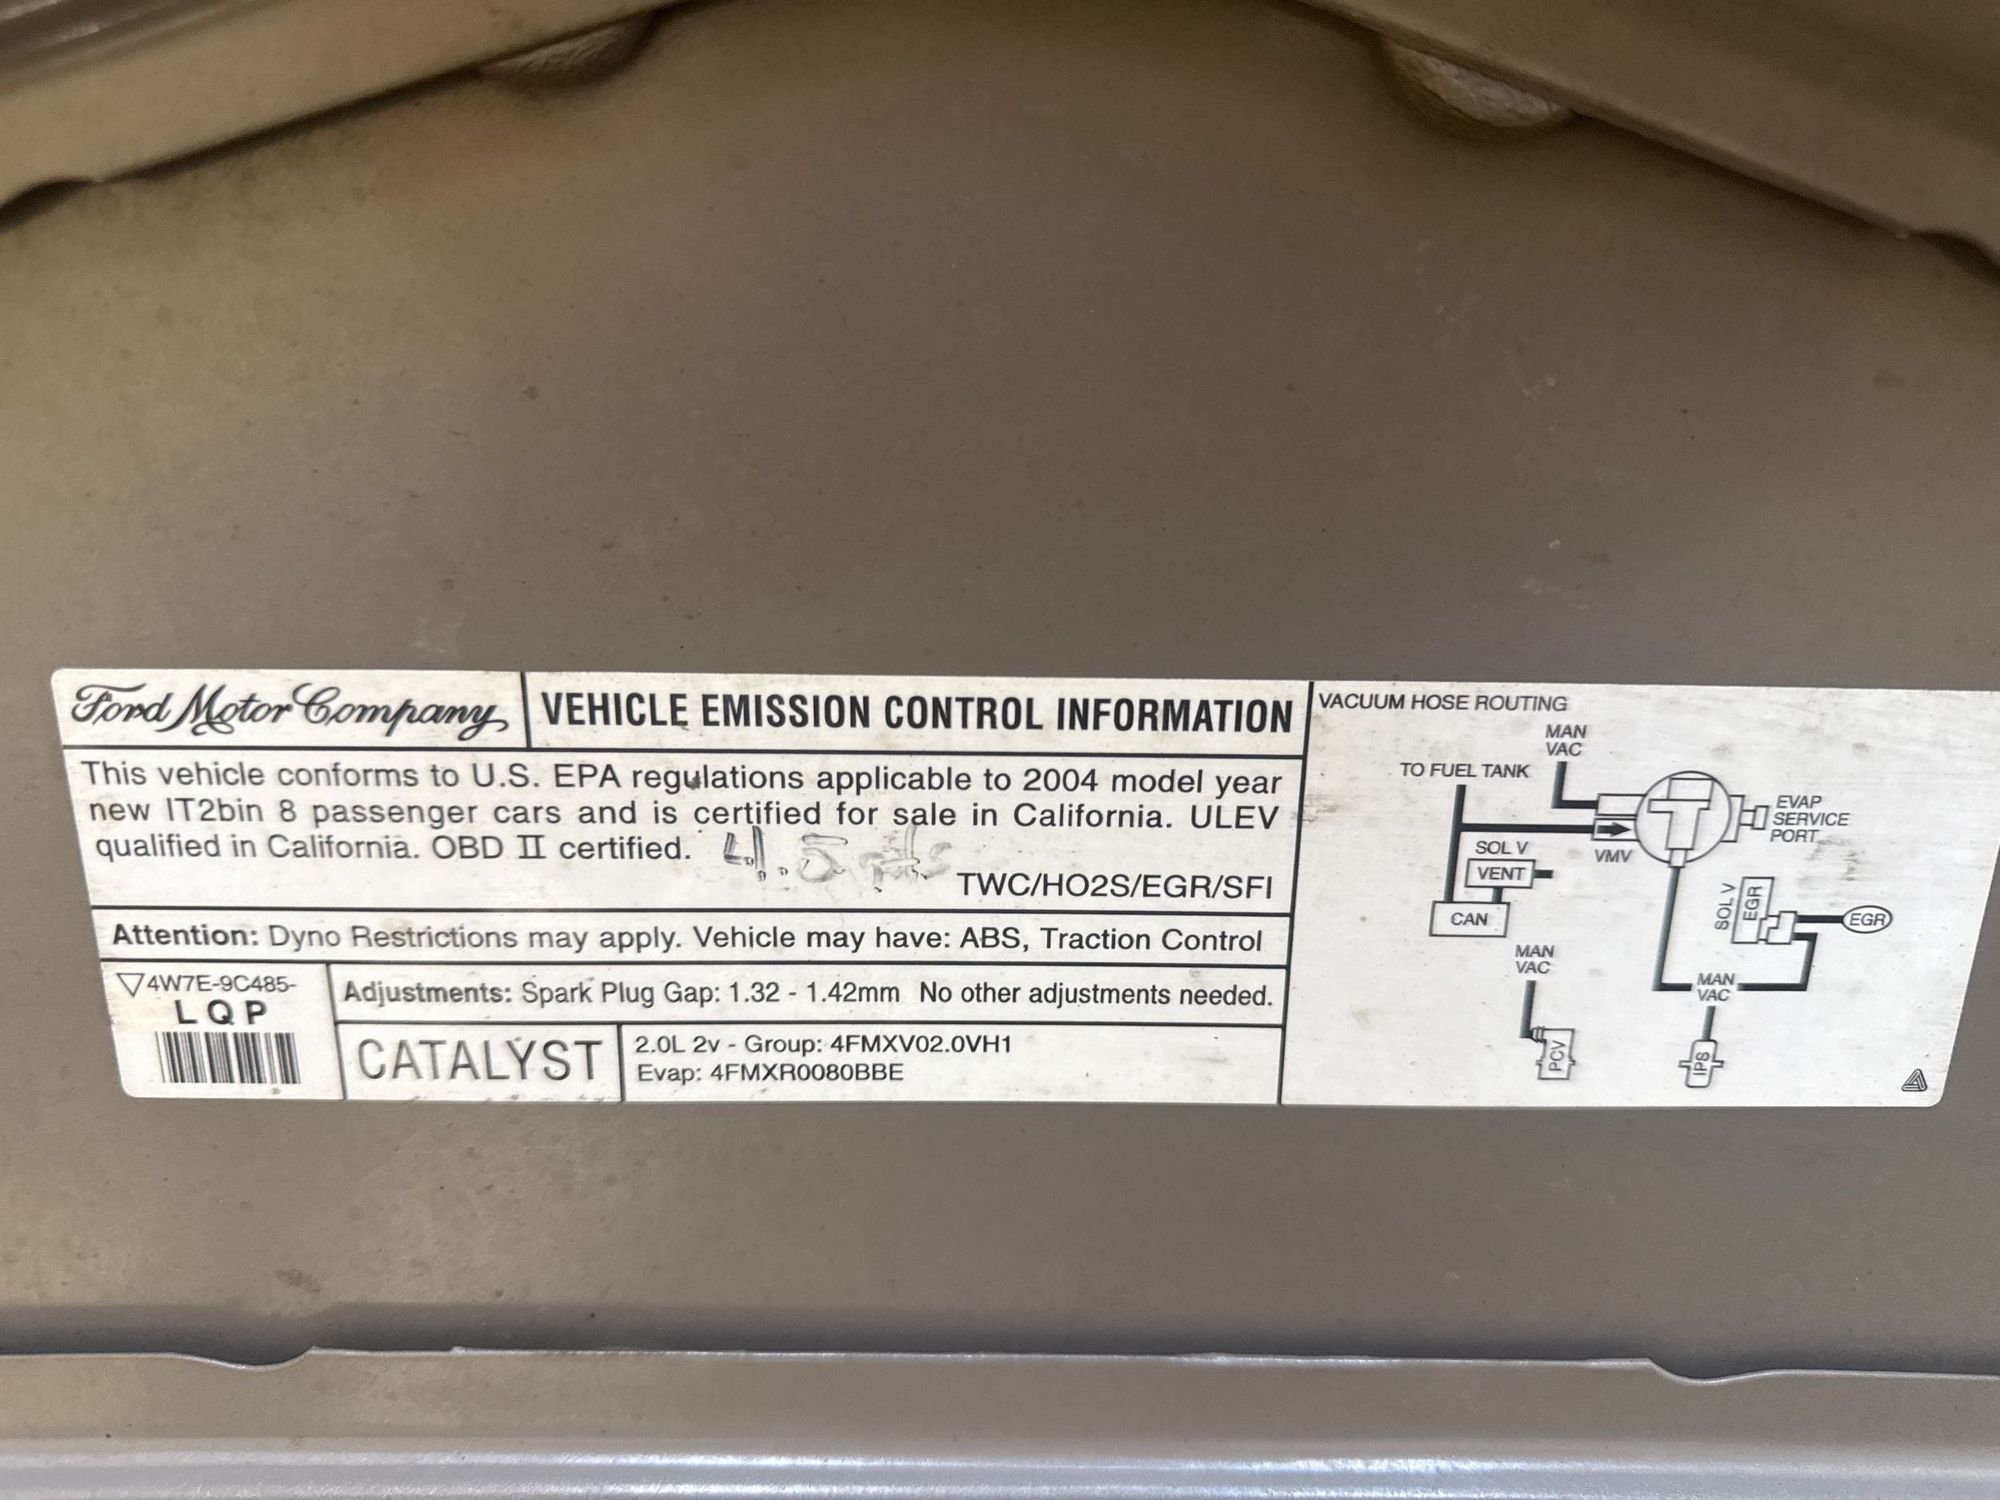 Ford Motor Company
VEHICLE EMISSION CONTROL INFORMATION
This vehicle conforms to U.S. EPA regulations applicable to 2004 model year
new IT2bin 8 passenger cars and is certified for sale in California. ULEV
qualified in California. OBD II certified.
4.5
TWC/HO2S/EGR/SFI
Attention: Dyno Restrictions may apply. Vehicle may have: ABS, Traction Control
▽4W7E-9C485-
LQP
Adjustments: Spark Plug Gap: 1.32 - 1.42mm No other adjustments needed.
CATALYST
2.0L 2v - Group: 4FMXV02.0VH1
Evap: 4FMXR0080BBE
VACUUM HOSE ROUTING
MAN
VAC
TO FUEL TANK
EVAP
SERVICE
PORT
SOL V
VENT
VMV
CAN
SOL V
EGR
EGR
MAN
VAC
MAN
VAC
PCV
IPS